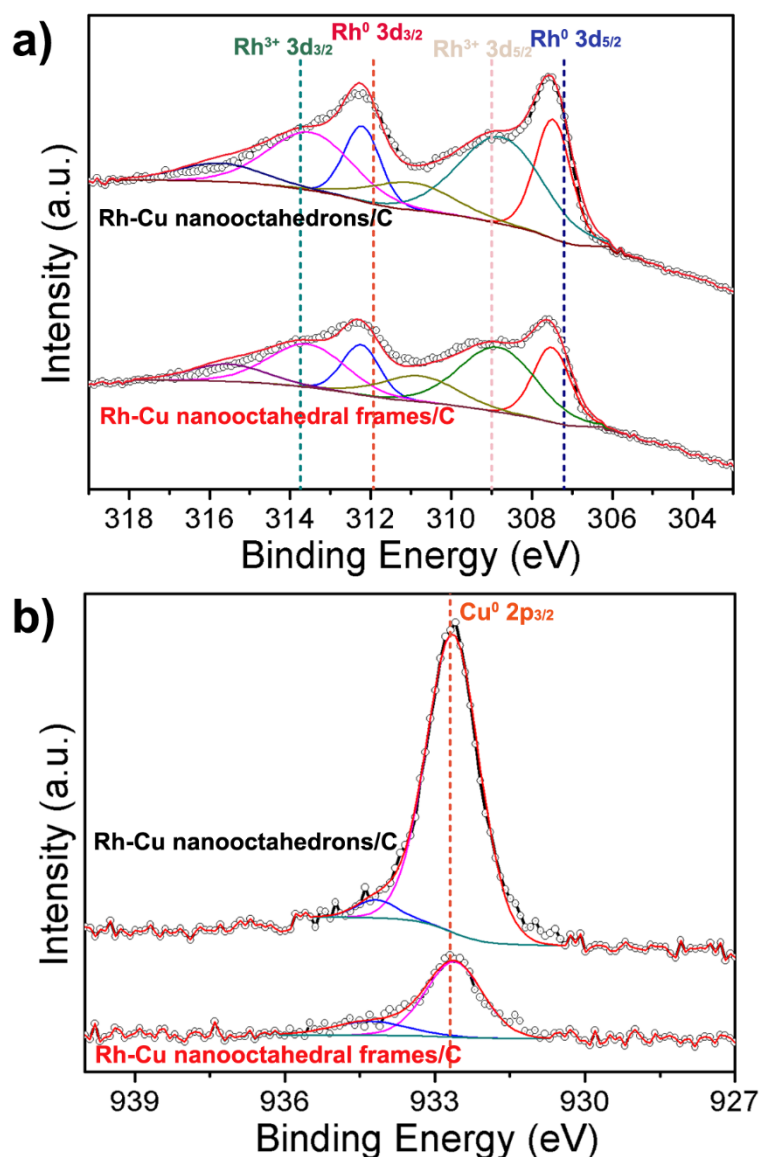 a)
Rh³⁺ 3d₃/₂
Rh⁰ 3d₃/₂
Rh³⁺ 3d₅/₂
Rh⁰ 3d₅/₂
Rh-Cu nanooctahedrons/C
Rh-Cu nanooctahedral frames/C
Intensity (a.u.)
318 316 314 312 310 308 306 304
Binding Energy (eV)
b)
Cu⁰ 2p₃/₂
Rh-Cu nanooctahedrons/C
Rh-Cu nanooctahedral frames/C
Intensity (a.u.)
939 936 933 930 927
Binding Energy (eV)